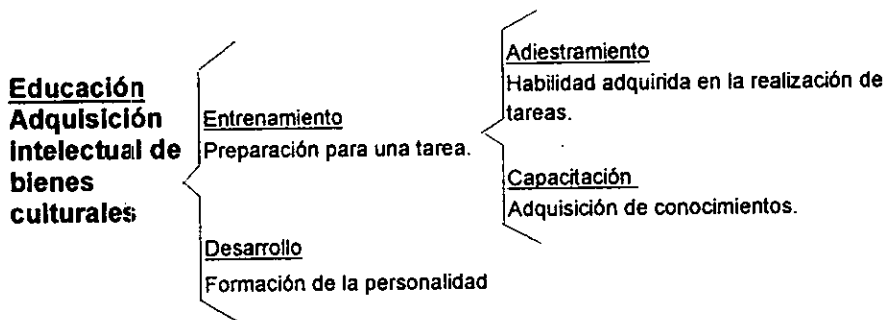 Educación
Adquisición
intelectual de
bienes
culturales
Entrenamiento
Preparación para una tarea.
Desarrollo
Formación de la personalidad
Adiestramiento
Habilidad adquirida en la realización de
tareas.
Capacitación
Adquisición de conocimientos.